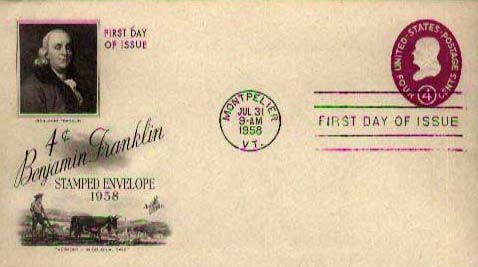 FIRST DAY
OF ISSUE
BENJAMIN FRANKLIN
4¢
Benjamin Franklin
STAMPED ENVELOPE
1958
MONTPELIER
JUL 31
9-AM
1958
VT.
UNITED STATES POSTAGE
4
FOUR CENTS
FIRST DAY OF ISSUE